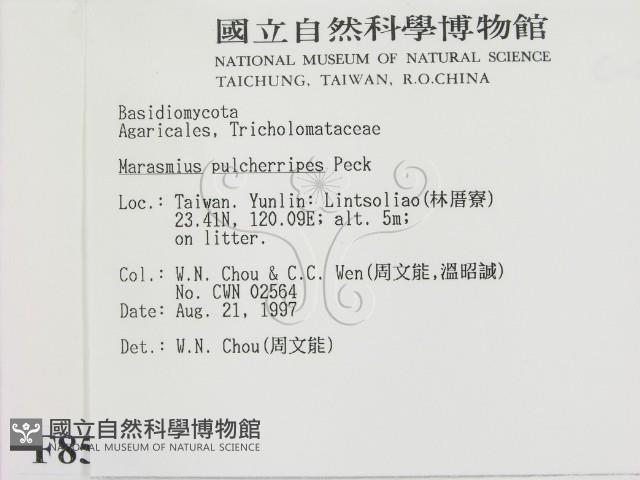 國立自然科學博物館
NATIONAL MUSEUM OF NATURAL SCIENCE
TAICHUNG, TAIWAN, R.O.CHINA
Basidiomycota
Agaricales, Tricholomataceae
Marasmius pulcherripes Peck
Loc.: Taiwan. Yunlin: Lintsoliao(林厝寮)
23.41N, 120.09E; alt. 5m;
on litter.
Col.: W.N. Chou & C.C. Wen(周文能,溫昭誠)
No. CWN 02564
Date: Aug. 21, 1997
Det.: W.N. Chou(周文能)
國立自然科學博物館
NATIONAL MUSEUM OF NATURAL SCIENCE